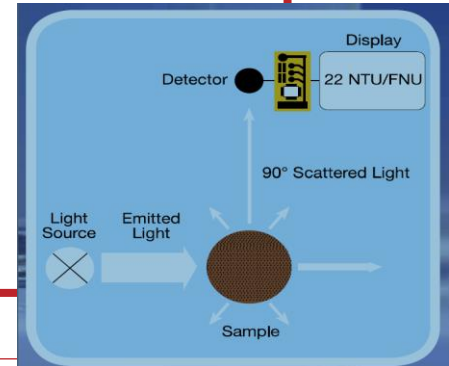 Display
Detector
22 NTU/FNU
90° Scattered Light
Light
Source
Emitted
Light
Sample